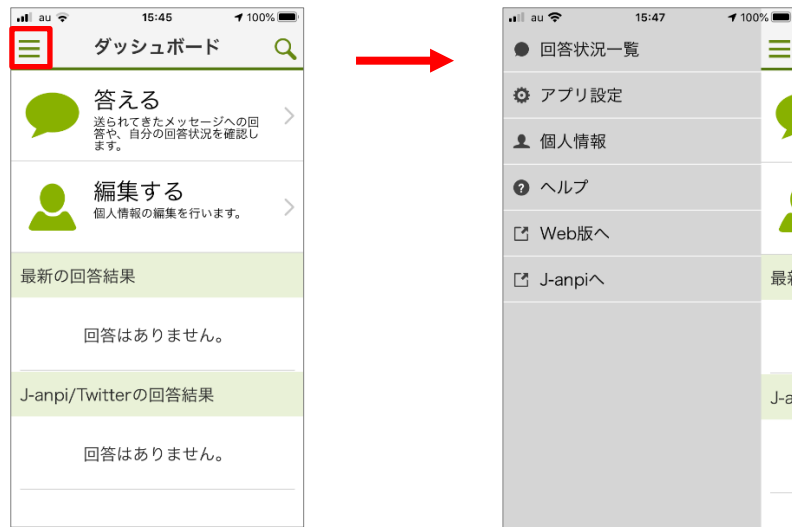 au 15:45 100%
ダッシュボード
答える
送られてきたメッセージへの回
答や、自分の回答状況を確認し
ます。
編集する
個人情報の編集を行います。
最新の回答結果
回答はありません。
J-anpi/Twitterの回答結果
回答はありません。
au 15:47 100%
回答状況一覧
アプリ設定
個人情報
ヘルプ
Web版へ
J-anpiへ
最
J-a